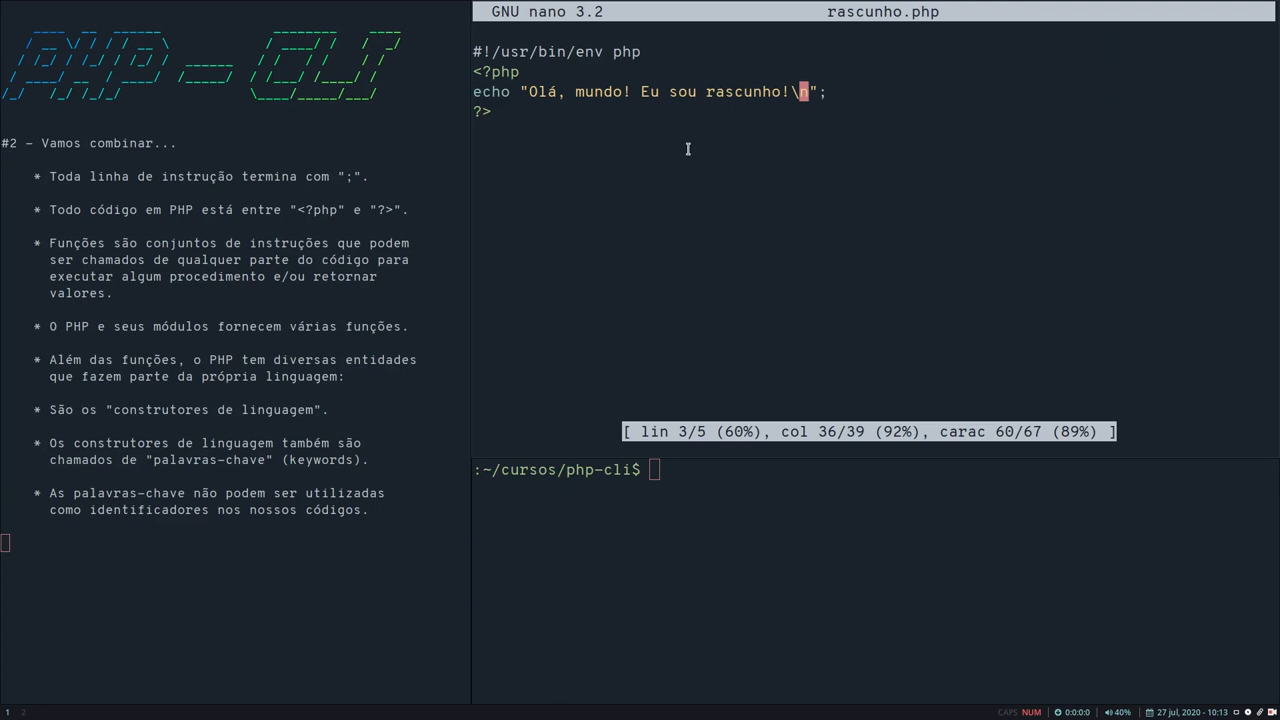 PHP-CLI
#2 - Vamos combinar...
* Toda linha de instrução termina com ";".
* Todo código em PHP está entre "<?php" e "?>".
* Funções são conjuntos de instruções que podem
ser chamados de qualquer parte do código para
executar algum procedimento e/ou retornar
valores.
* O PHP e seus módulos fornecem várias funções.
* Além das funções, o PHP tem diversas entidades
que fazem parte da própria linguagem:
* São os "construtores de linguagem".
* Os construtores de linguagem também são
chamados de "palavras-chave" (keywords).
* As palavras-chave não podem ser utilizadas
como identificadores nos nossos códigos.
GNU nano 3.2 rascunho.php
#!/usr/bin/env php
<?php
echo "Olá, mundo! Eu sou rascunho!\n";
?>
[ lin 3/5 (60%), col 36/39 (92%), carac 60/67 (89%) ]
:~/cursos/php-cli$
1 2 CAPS NUM 0:0:0:0 40% 27 jul, 2020 - 10:13